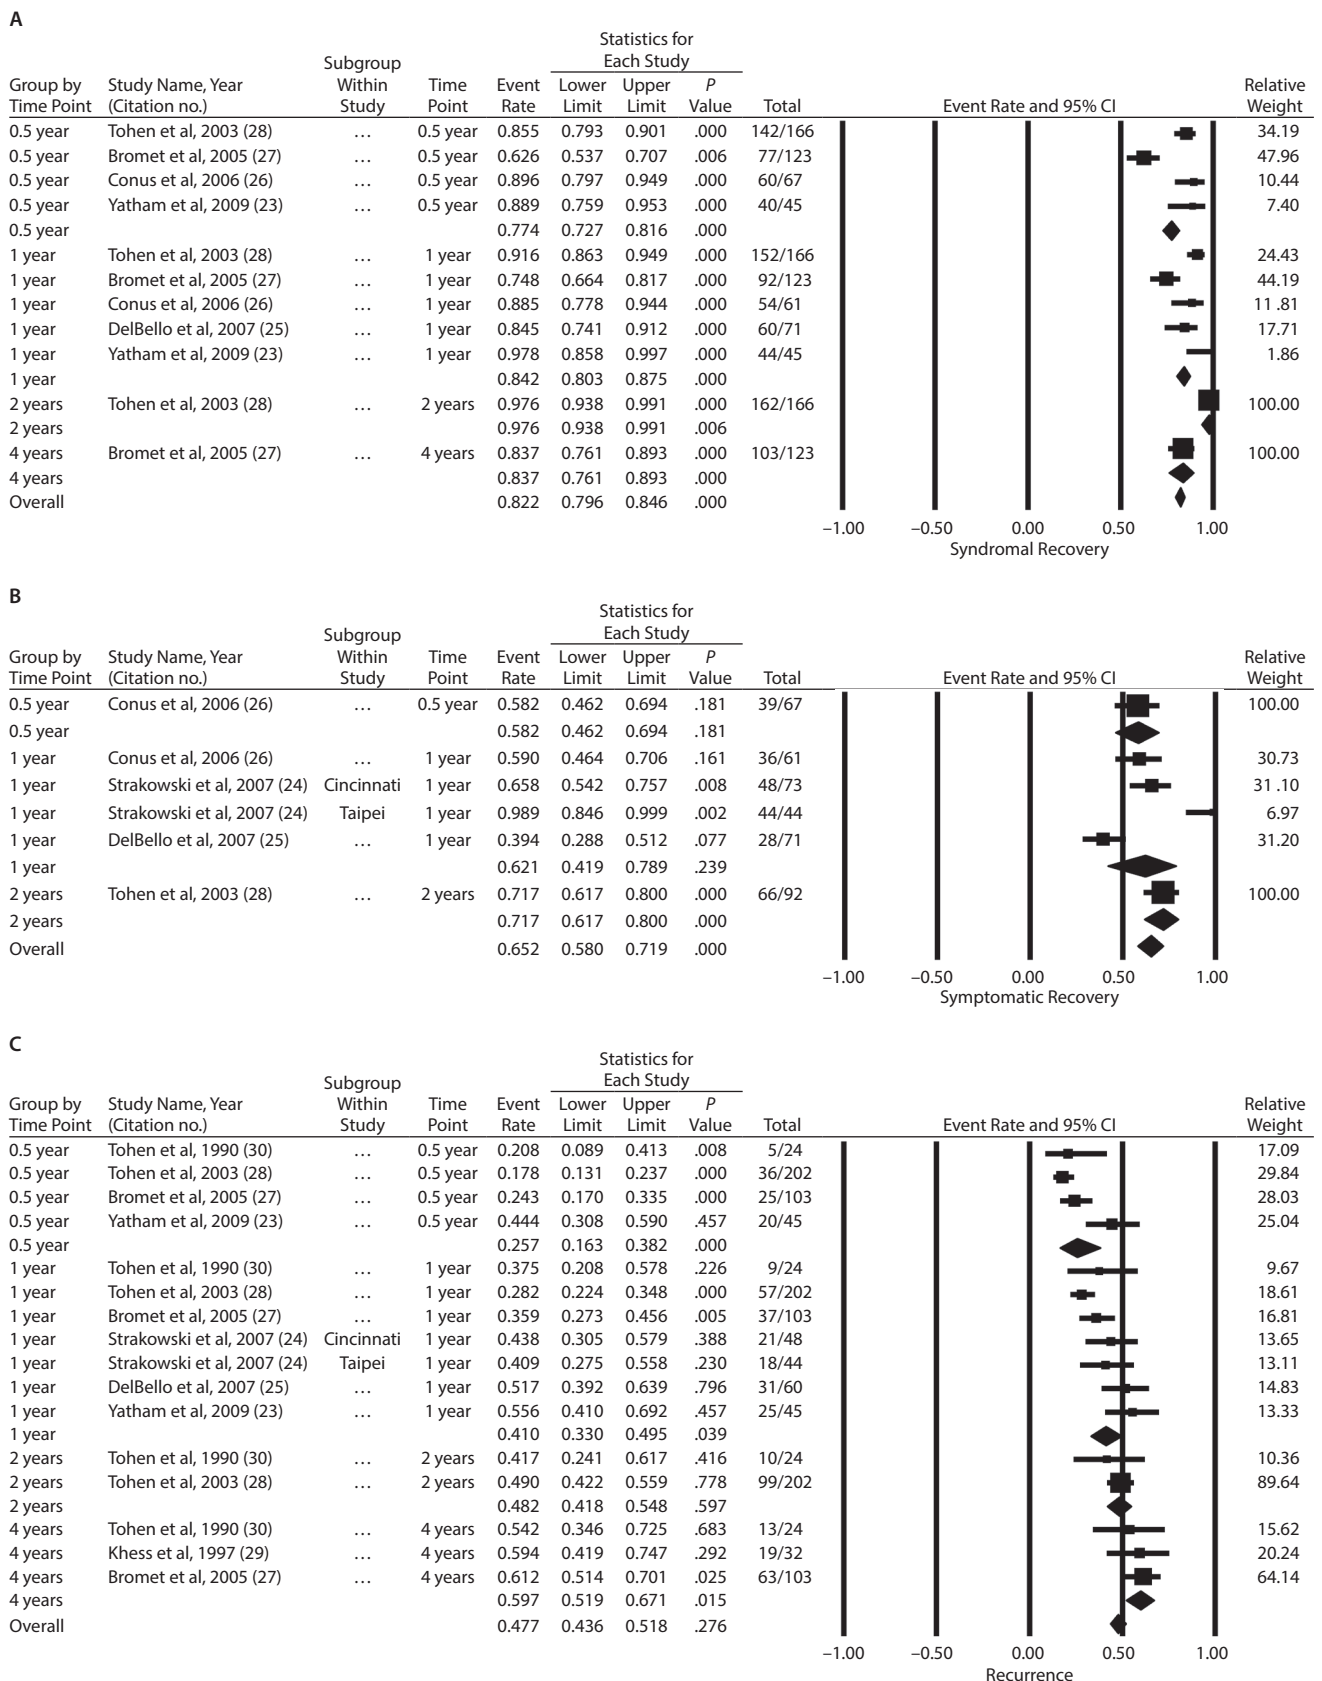 A
Statistics for
Each Study
Group by Time Point Study Name, Year (Citation no.) Subgroup Within Study Time Point Event Rate Lower Limit Upper Limit P Value Total Event Rate and 95% CI Relative Weight
0.5 year Tohen et al, 2003 (28) … 0.5 year 0.855 0.793 0.901 .000 142/166 34.19
0.5 year Bromet et al, 2005 (27) … 0.5 year 0.626 0.537 0.707 .006 77/123 47.96
0.5 year Conus et al, 2006 (26) … 0.5 year 0.896 0.797 0.949 .000 60/67 10.44
0.5 year Yatham et al, 2009 (23) … 0.5 year 0.889 0.759 0.953 .000 40/45 7.40
0.5 year 0.774 0.727 0.816 .000
1 year Tohen et al, 2003 (28) … 1 year 0.916 0.863 0.949 .000 152/166 24.43
1 year Bromet et al, 2005 (27) … 1 year 0.748 0.664 0.817 .000 92/123 44.19
1 year Conus et al, 2006 (26) … 1 year 0.885 0.778 0.944 .000 54/61 11.81
1 year DelBello et al, 2007 (25) … 1 year 0.845 0.741 0.912 .000 60/71 17.71
1 year Yatham et al, 2009 (23) … 1 year 0.978 0.858 0.997 .000 44/45 1.86
1 year 0.842 0.803 0.875 .000
2 years Tohen et al, 2003 (28) … 2 years 0.976 0.938 0.991 .000 162/166 100.00
2 years 0.976 0.938 0.991 .006
4 years Bromet et al, 2005 (27) … 4 years 0.837 0.761 0.893 .000 103/123 100.00
4 years 0.837 0.761 0.893 .000
Overall 0.822 0.796 0.846 .000
−1.00 −0.50 0.00 0.50 1.00
Syndromal Recovery
B
Statistics for
Each Study
Group by Time Point Study Name, Year (Citation no.) Subgroup Within Study Time Point Event Rate Lower Limit Upper Limit P Value Total Event Rate and 95% CI Relative Weight
0.5 year Conus et al, 2006 (26) … 0.5 year 0.582 0.462 0.694 .181 39/67 100.00
0.5 year 0.582 0.462 0.694 .181
1 year Conus et al, 2006 (26) … 1 year 0.590 0.464 0.706 .161 36/61 30.73
1 year Strakowski et al, 2007 (24) Cincinnati 1 year 0.658 0.542 0.757 .008 48/73 31 .10
1 year Strakowski et al, 2007 (24) Taipei 1 year 0.989 0.846 0.999 .002 44/44 6.97
1 year DelBello et al, 2007 (25) … 1 year 0.394 0.288 0.512 .077 28/71 31.20
1 year 0.621 0.419 0.789 .239
2 years Tohen et al, 2003 (28) … 2 years 0.717 0.617 0.800 .000 66/92 100.00
2 years 0.717 0.617 0.800 .000
Overall 0.652 0.580 0.719 .000
−1.00 −0.50 0.00 0.50 1.00
Symptomatic Recovery
C
Statistics for
Each Study
Group by Time Point Study Name, Year (Citation no.) Subgroup Within Study Time Point Event Rate Lower Limit Upper Limit P Value Total Event Rate and 95% CI Relative Weight
0.5 year Tohen et al, 1990 (30) … 0.5 year 0.208 0.089 0.413 .008 5/24 17.09
0.5 year Tohen et al, 2003 (28) … 0.5 year 0.178 0.131 0.237 .000 36/202 29.84
0.5 year Bromet et al, 2005 (27) … 0.5 year 0.243 0.170 0.335 .000 25/103 28.03
0.5 year Yatham et al, 2009 (23) … 0.5 year 0.444 0.308 0.590 .457 20/45 25.04
0.5 year 0.257 0.163 0.382 .000
1 year Tohen et al, 1990 (30) … 1 year 0.375 0.208 0.578 .226 9/24 9.67
1 year Tohen et al, 2003 (28) … 1 year 0.282 0.224 0.348 .000 57/202 18.61
1 year Bromet et al, 2005 (27) … 1 year 0.359 0.273 0.456 .005 37/103 16.81
1 year Strakowski et al, 2007 (24) Cincinnati 1 year 0.438 0.305 0.579 .388 21/48 13.65
1 year Strakowski et al, 2007 (24) Taipei 1 year 0.409 0.275 0.558 .230 18/44 13.11
1 year DelBello et al, 2007 (25) … 1 year 0.517 0.392 0.639 .796 31/60 14.83
1 year Yatham et al, 2009 (23) … 1 year 0.556 0.410 0.692 .457 25/45 13.33
1 year 0.410 0.330 0.495 .039
2 years Tohen et al, 1990 (30) … 2 years 0.417 0.241 0.617 .416 10/24 10.36
2 years Tohen et al, 2003 (28) … 2 years 0.490 0.422 0.559 .778 99/202 89.64
2 years 0.482 0.418 0.548 .597
4 years Tohen et al, 1990 (30) … 4 years 0.542 0.346 0.725 .683 13/24 15.62
4 years Khess et al, 1997 (29) … 4 years 0.594 0.419 0.747 .292 19/32 20.24
4 years Bromet et al, 2005 (27) … 4 years 0.612 0.514 0.701 .025 63/103 64.14
4 years 0.597 0.519 0.671 .015
Overall 0.477 0.436 0.518 .276
−1.00 −0.50 0.00 0.50 1.00
Recurrence